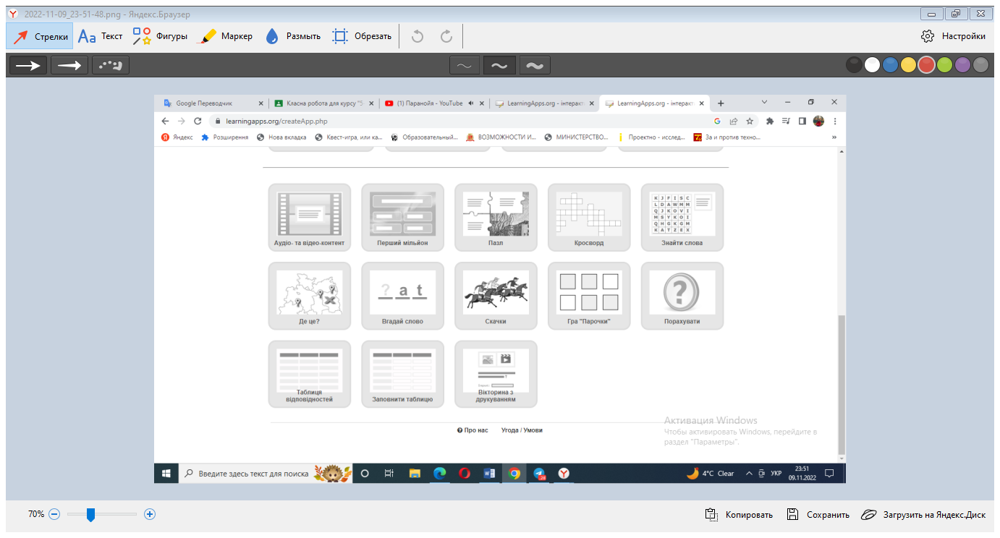 2022-11-09_23-51-48.png - Яндекс.Браузер
Стрелки Текст Фигуры Маркер Размыть Обрезать Настройки
Google Переводчик
Класна робота для курсу "5
(1) Паранойя - YouTube
LearningApps.org - інтеракт
LearningApps.org - інтеракт
learningapps.org/createApp.php
Яндекс Розширення Нова вкладка Квест-игра, или ка... Образовательный... ВОЗМОЖНОСТИ И... МИНИСТЕРСТВО... Проектно - исслед... За и против техно... »
K J F I S C
L D A W M M
Q J K O V I
M S Y K O I
Q H G K G M
K A T Z E X
Аудіо- та відео-контент
Перший мільйон
Пазл
Кросворд
Знайти слова
? a t
?
Де це?
Вгадай слово
Скачки
Гра "Парочки"
Порахувати
Таблиця
відповідностей
Заповнити таблицю
Вікторина з
друкуванням
Про нас Угода / Умови
Активация Windows
Чтобы активировать Windows, перейдите в
раздел "Параметры".
Введите здесь текст для поиска
4°C Clear
УКР
23:51
09.11.2022
70%
Копировать Сохранить Загрузить на Яндекс.Диск